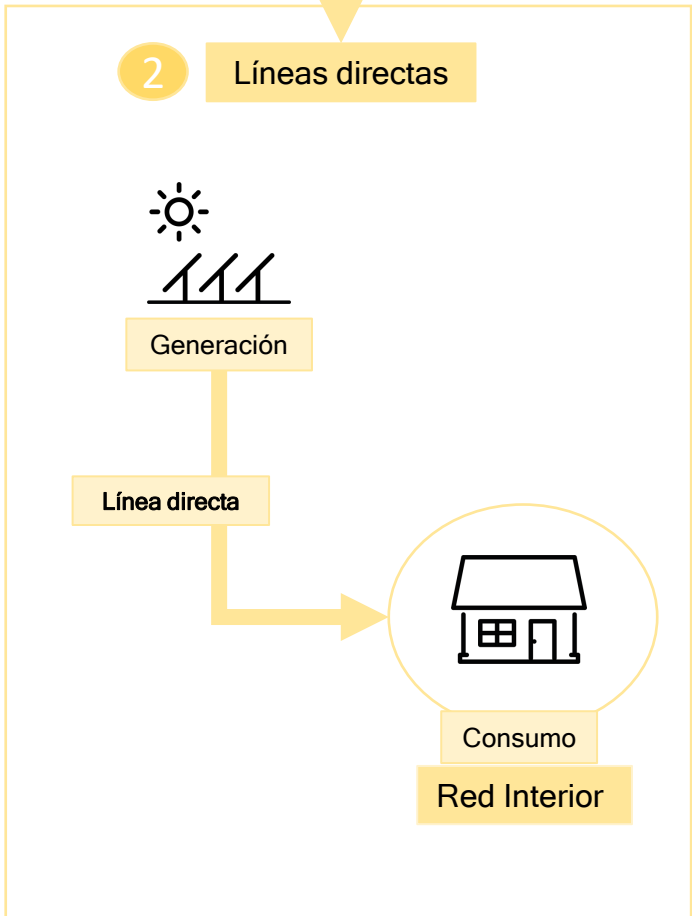 2
Líneas directas
Generación
Línea directa
Consumo
Red Interior